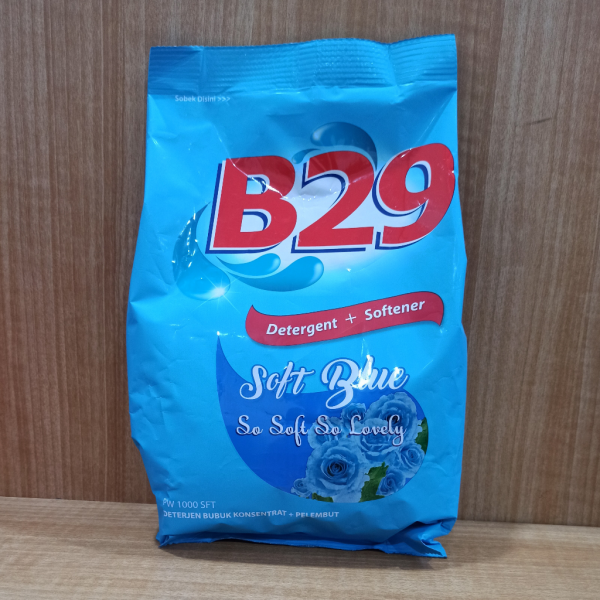 Sobek Disini >>>
B29
Detergent + Softener
Soft Blue
So Soft So Lovely
PW 1000 SFT
DETERJEN BUBUK KONSENTRAT + PELEMBUT